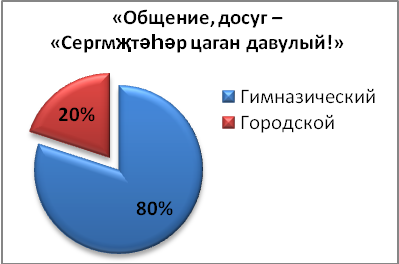 «Общение, досуг –
«Сергмҗтәһәр цаган давулый!»
Гимназический
Городской
20%
80%